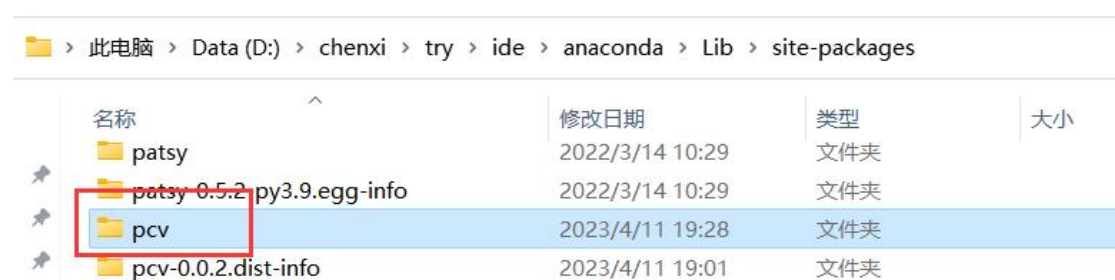 此电脑 > Data (D:) > chenxi > try > ide > anaconda > Lib > site-packages
名称 修改日期 类型 大小
patsy 2022/3/14 10:29 文件夹
patsy-0.5.2-py3.9.egg-info 2022/3/14 10:29 文件夹
pcv 2023/4/11 19:28 文件夹
pcv-0.0.2.dist-info 2023/4/11 19:01 文件夹